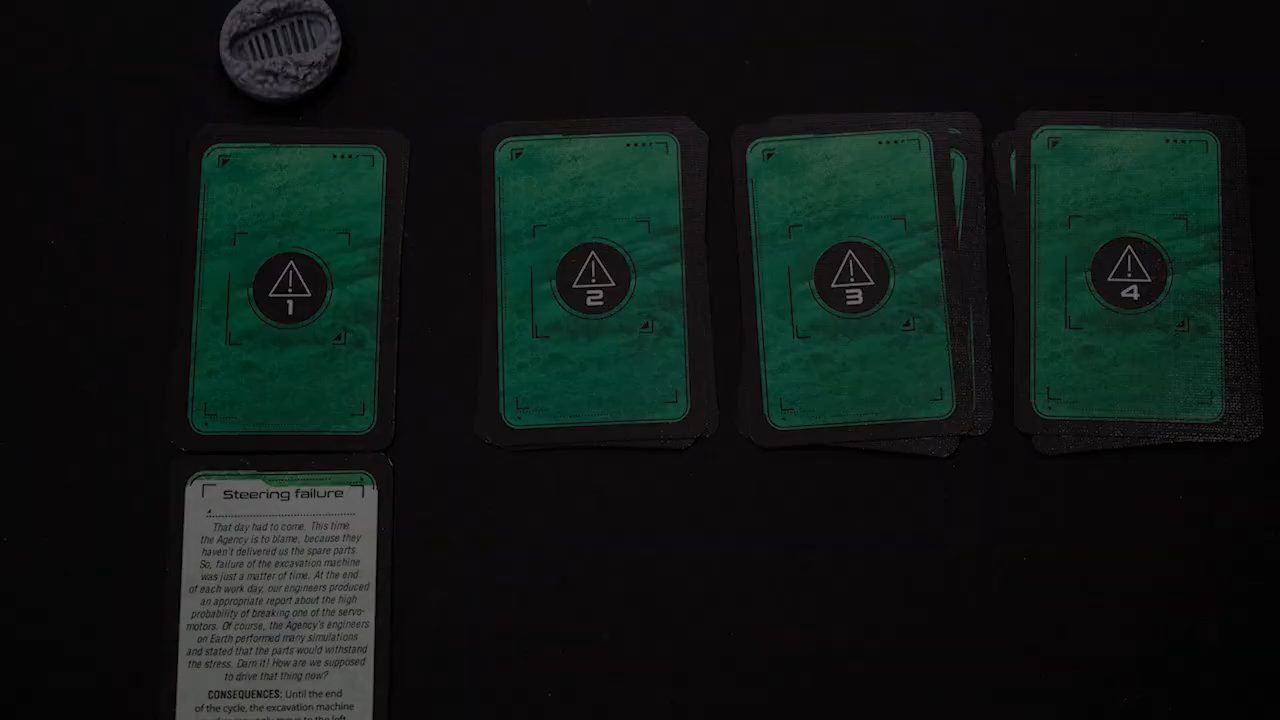 1
2
3
4
Steering failure
That day had to come. This time
the Agency is to blame, because they
haven't delivered us the spare parts.
So, failure of the excavation machine
was just a matter of time. At the end
of each work day, our engineers produced
an appropriate report about the high
probability of breaking one of the servo-
motors. Of course, the Agency's engineers
on Earth performed many simulations
and stated that the parts would withstand
the stress. Darn it! How are we supposed
to drive that thing now?
CONSEQUENCES: Until the end
of the cycle, the excavation machine
move to the left